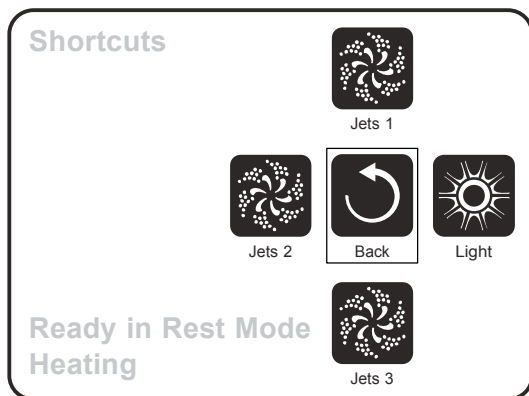 Shortcuts
Jets 1
Jets 2
Back
Light
Ready in Rest Mode
Heating
Jets 3